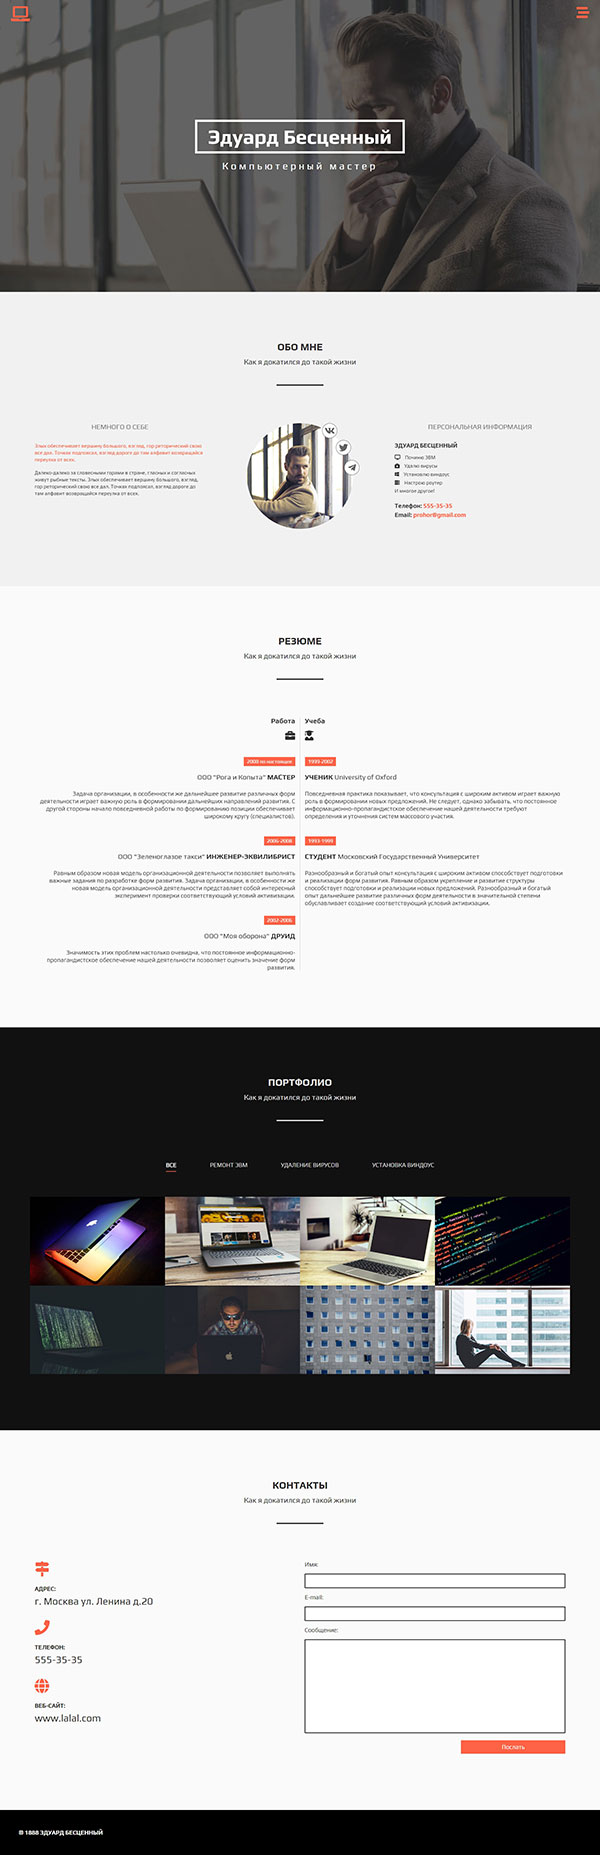 Эдуард Бесценный
Компьютерный мастер
ОБО МНЕ
Как я докатился до такой жизни
НЕМНОГО О СЕБЕ
Злых обеспечивает вершину большого, взгляд, гор реторический свою
все дал. Точках подпоясал, взгляд дороге до там алфавит возвращайся
переулка от всех.
Далеко-далеко за словесными горами в стране, гласных и согласных
живут рыбные тексты. Злых обеспечивает вершину большого, взгляд,
гор реторический свою все дал. Точках подпоясал, взгляд дороге до
там алфавит возвращайся переулка от всех.
ПЕРСОНАЛЬНАЯ ИНФОРМАЦИЯ
ЭДУАРД БЕСЦЕННЫЙ
Починю ЭВМ
Удалю вирусы
Установлю виндоус
Настрою роутер
И многое другое!
Телефон: 555-35-35
Email: prohor@gmail.com
РЕЗЮМЕ
Как я докатился до такой жизни
Работа
2008 по настоящее
ООО "Рога и Копыта" МАСТЕР
Задача организации, в особенности же дальнейшее развитие различных форм
деятельности играет важную роль в формировании дальнейших направлений развития. С
другой стороны начало повседневной работы по формированию позиции обеспечивает
широкому кругу (специалистов).
2006-2008
ООО "Зеленоглазое такси" ИНЖЕНЕР-ЭКВИЛИБРИСТ
Равным образом новая модель организационной деятельности позволяет выполнять
важные задания по разработке форм развития. Задача организации, в особенности же
новая модель организационной деятельности представляет собой интересный
эксперимент проверки соответствующий условий активизации.
2002-2006
ООО "Моя оборона" ДРУИД
Значимость этих проблем настолько очевидна, что постоянное информационно-
пропагандистское обеспечение нашей деятельности позволяет оценить значение форм
развития.
Учеба
1999-2002
УЧЕНИК University of Oxford
Повседневная практика показывает, что консультация с широким активом играет важную
роль в формировании новых предложений. Не следует, однако забывать, что постоянное
информационно-пропагандистское обеспечение нашей деятельности требуют
определения и уточнения систем массового участия.
1993-1999
СТУДЕНТ Московский Государственный Университет
Разнообразный и богатый опыт консультация с широким активом способствует подготовки
и реализации форм развития. Равным образом укрепление и развитие структуры
способствует подготовки и реализации новых предложений. Разнообразный и богатый
опыт дальнейшее развитие различных форм деятельности в значительной степени
обуславливает создание соответствующий условий активизации.
ПОРТФОЛИО
Как я докатился до такой жизни
ВСЕ
РЕМОНТ ЭВМ
УДАЛЕНИЕ ВИРУСОВ
УСТАНОВКА ВИНДОУС
КОНТАКТЫ
Как я докатился до такой жизни
АДРЕС:
г. Москва ул. Ленина д.20
ТЕЛЕФОН:
555-35-35
ВЕБ-САЙТ:
www.lalal.com
Имя:
E-mail:
Сообщение:
Послать
© 1888 ЭДУАРД БЕСЦЕННЫЙ